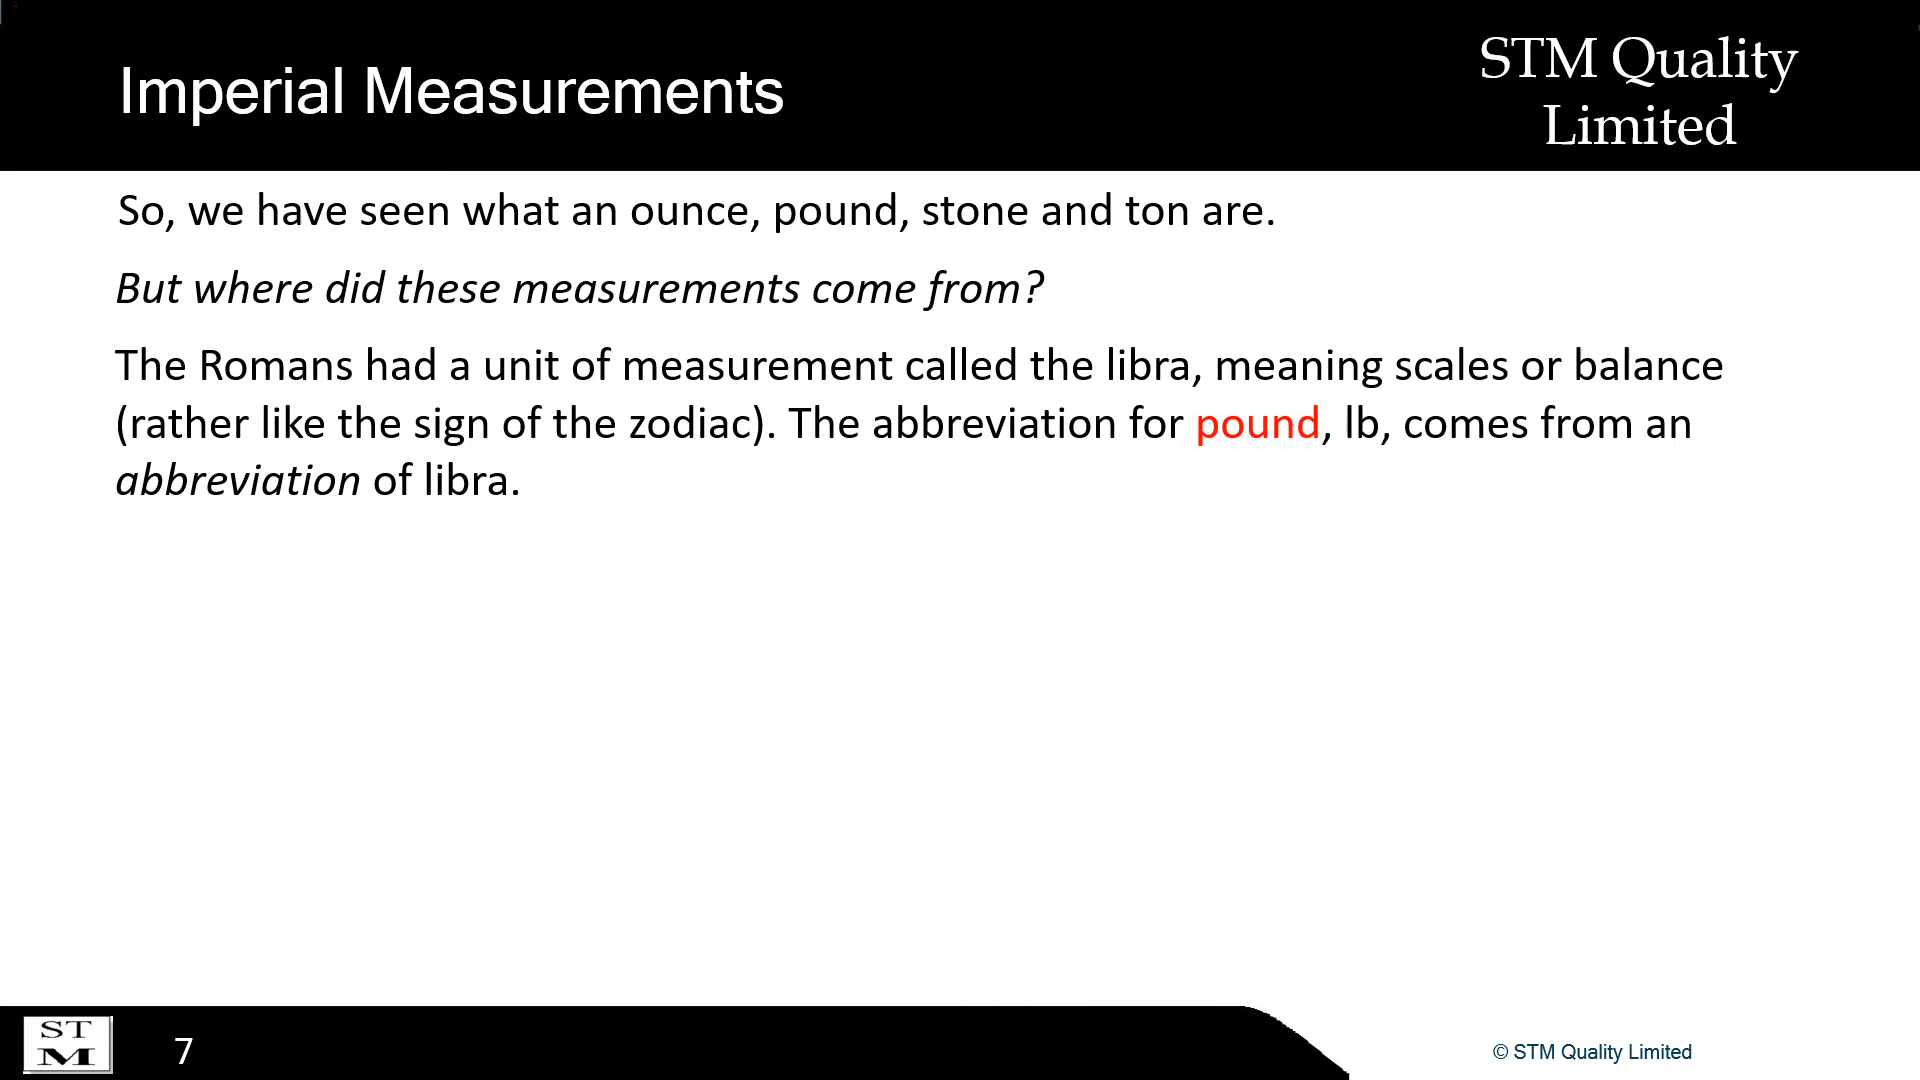 Imperial Measurements
STM Quality
Limited
So, we have seen what an ounce, pound, stone and ton are.
But where did these measurements come from?
The Romans had a unit of measurement called the libra, meaning scales or balance
(rather like the sign of the zodiac). The abbreviation for pound, lb, comes from an
abbreviation of libra.
ST
M
7
© STM Quality Limited